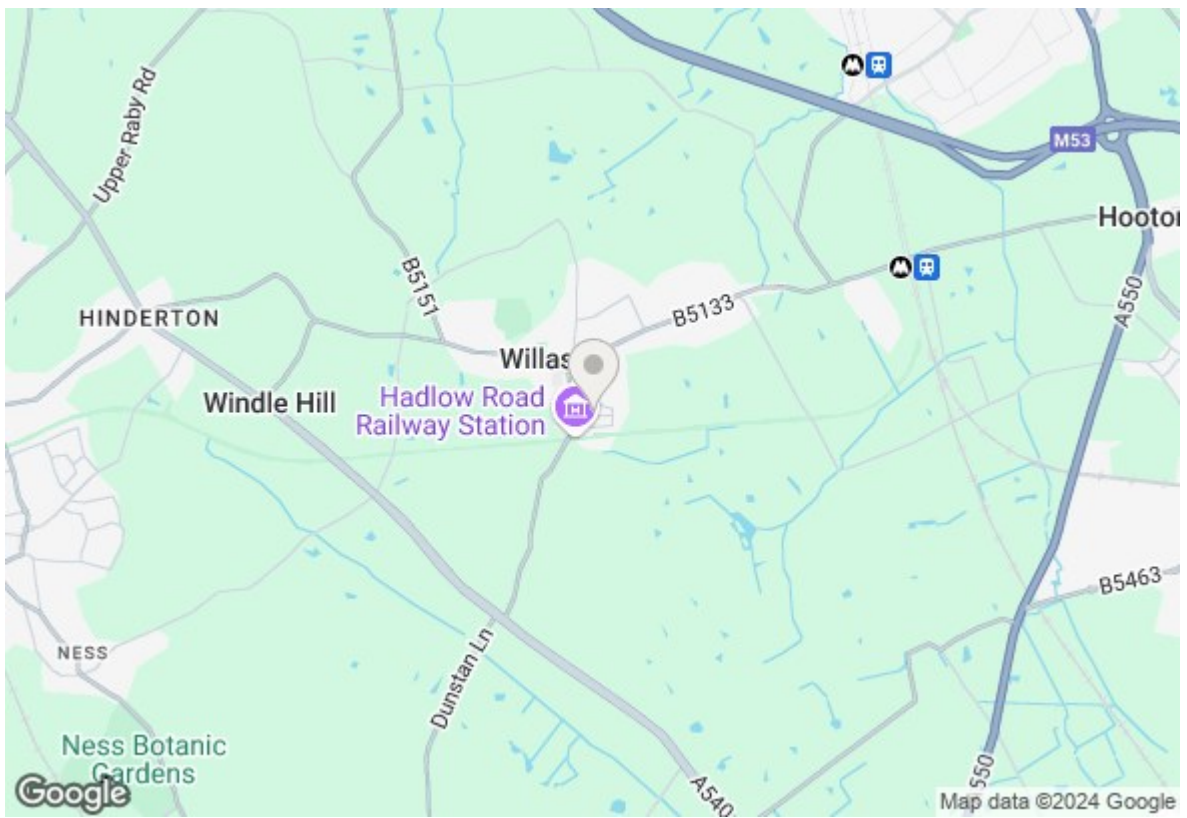 Upper Raby Rd
M53
Hooton
B5151
B5133
A550
HINDERTON
Willas
Windle Hill
Hadlow Road
Railway Station
B5463
NESS
Dunstan Ln
Ness Botanic
Gardens
A540
A550
Google
Map data ©2024 Google